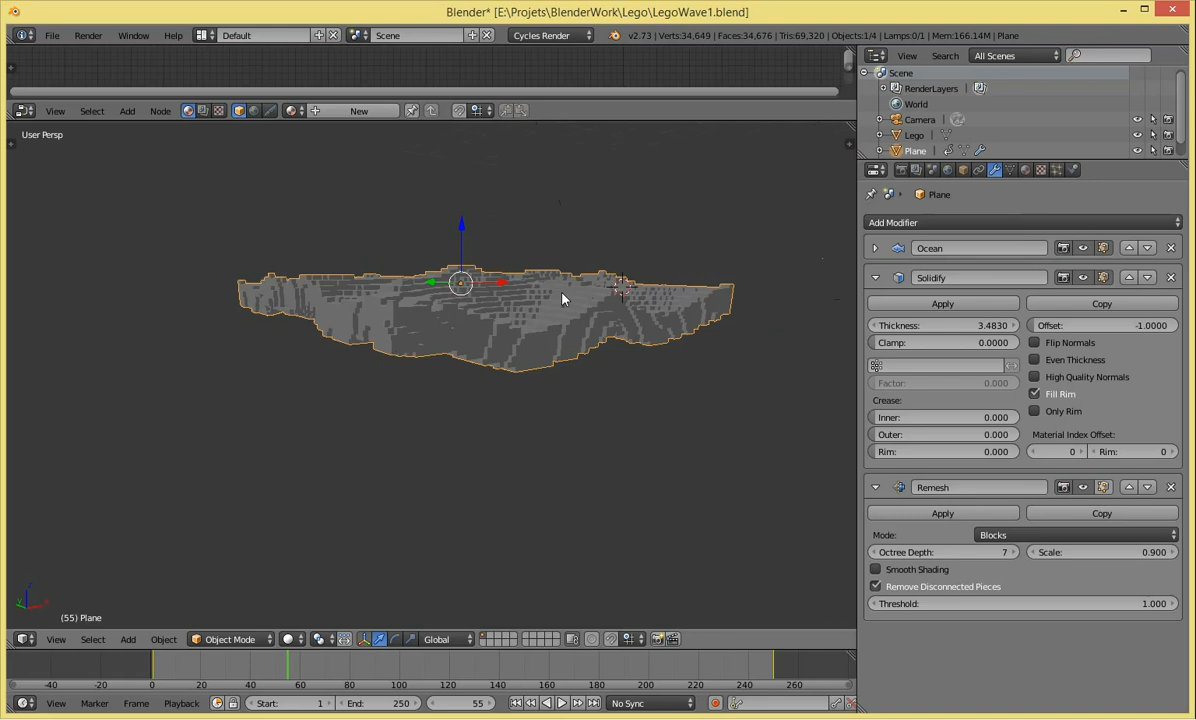 Blender* [E:\Projets\BlenderWork\Lego\LegoWave1.blend]
File Render Window Help Default Scene Cycles Render v2.73 | Verts:34,649 | Faces:34,676 | Tris:69,320 | Objects:1/4 | Lamps:0/1 | Mem:166.14M | Plane
View Search All Scenes
Scene
RenderLayers
World
Camera
Lego
Plane
View Select Add Node New
User Persp
Plane
Add Modifier
Ocean
Solidify
Apply Copy
Thickness: 3.4830 Offset: -1.0000
Clamp: 0.0000 Flip Normals
Even Thickness
High Quality Normals
Factor: 0.000
Crease: Fill Rim
Inner: 0.000 Only Rim
Outer: 0.000 Material Index Offset:
Rim: 0.000 0 Rim: 0
Remesh
Apply Copy
Mode: Blocks
Octree Depth: 7 Scale: 0.900
Smooth Shading
Remove Disconnected Pieces
Threshold: 1.000
z
y x
(55) Plane
View Select Add Object Object Mode Global
-40 -20 0 20 40 60 80 100 120 140 160 180 200 220 240 260
View Marker Frame Playback Start: 1 End: 250 55 No Sync